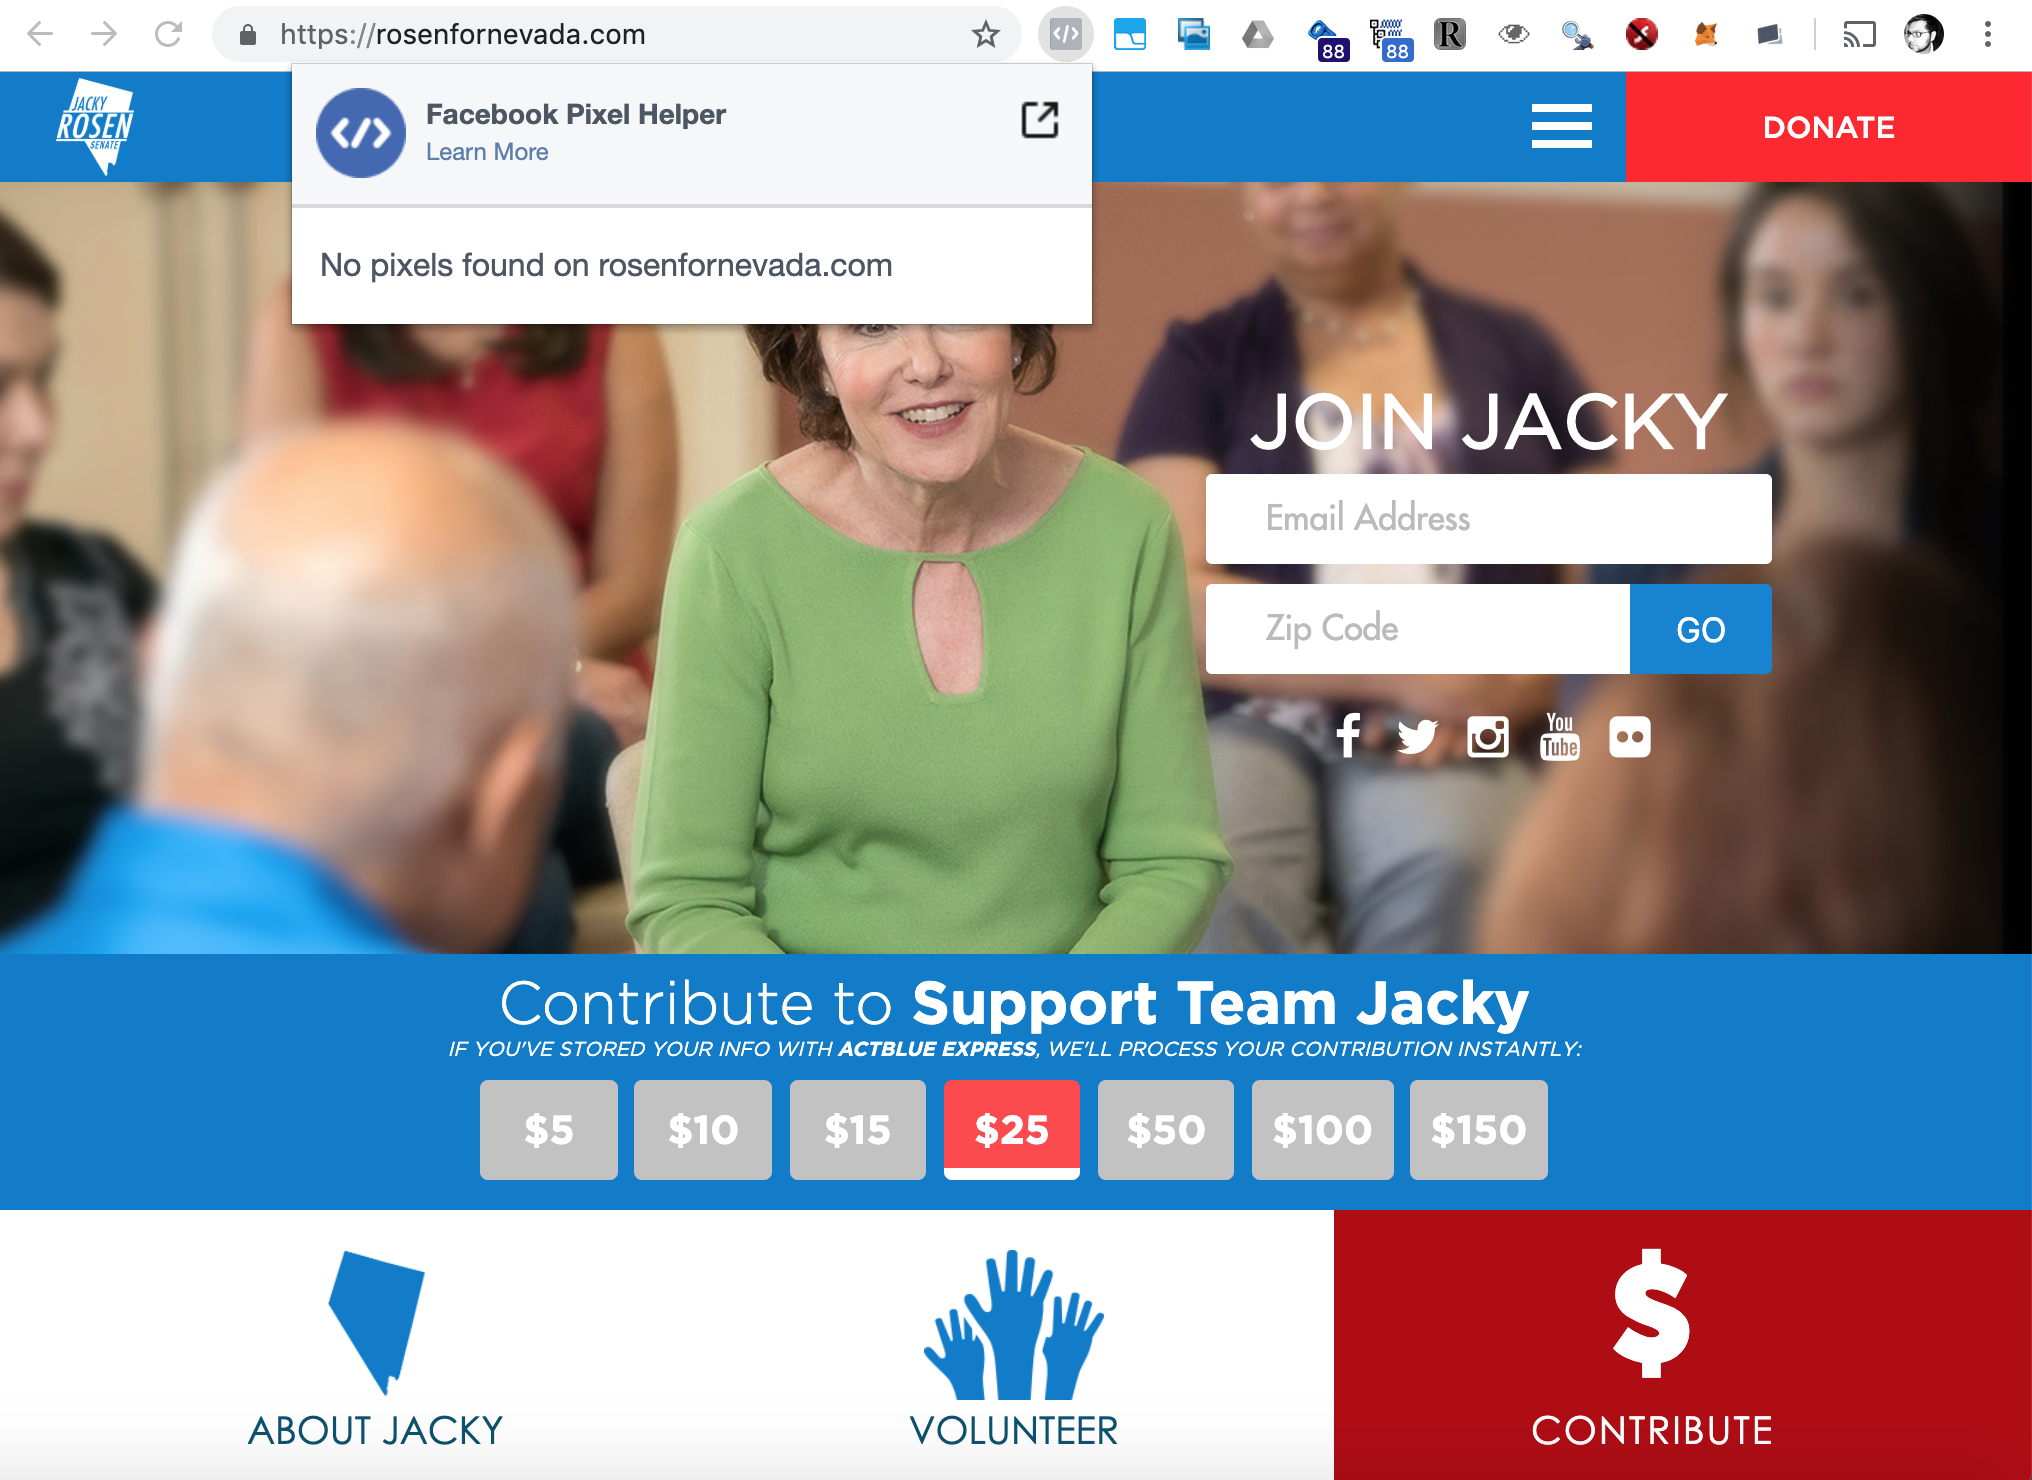 https://rosenfornevada.com
88
88
R
JACKY
ROSEN
SENATE
Facebook Pixel Helper
Learn More
No pixels found on rosenfornevada.com
DONATE
JOIN JACKY
Email Address
Zip Code
GO
You
Tube
Contribute to Support Team Jacky
IF YOU'VE STORED YOUR INFO WITH ACTBLUE EXPRESS, WE'LL PROCESS YOUR CONTRIBUTION INSTANTLY:
$5 $10 $15 $25 $50 $100 $150
$
ABOUT JACKY
VOLUNTEER
CONTRIBUTE